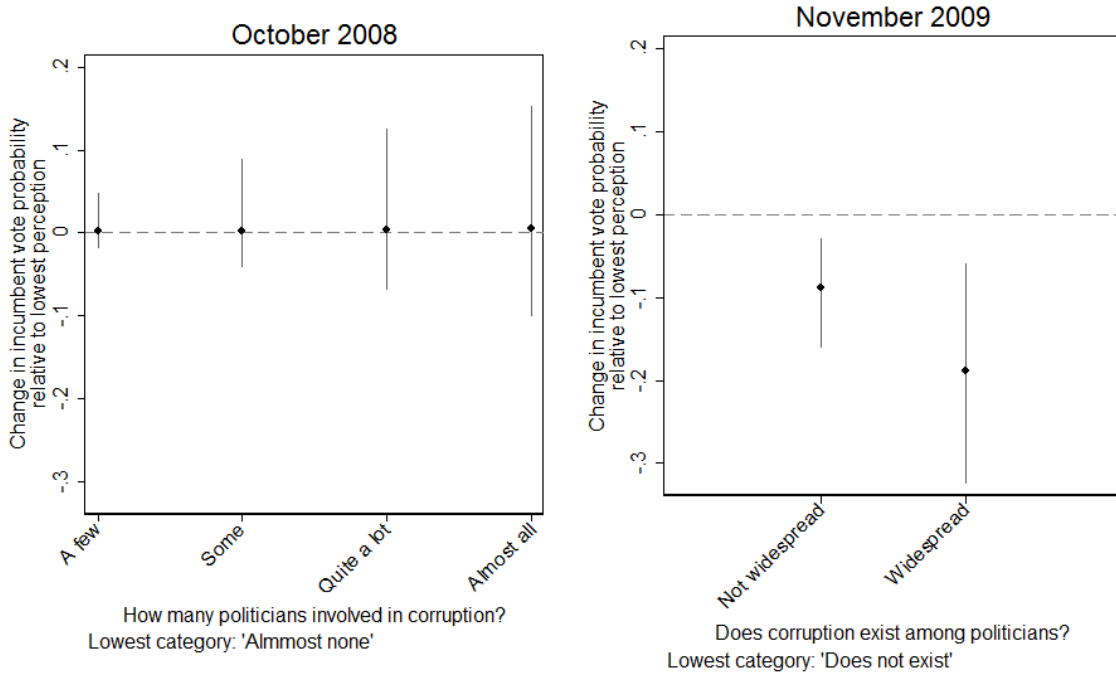 October 2008
Change in incumbent vote probability
relative to lowest perception
.2
.1
0
-.1
-.2
-.3
A few
Some
Quite a lot
Almost all
How many politicians involved in corruption?
Lowest category: 'Almmost none'
November 2009
Change in incumbent vote probability
relative to lowest perception
.2
.1
0
-.1
-.2
-.3
Not widespread
Widespread
Does corruption exist among politicians?
Lowest category: 'Does not exist'